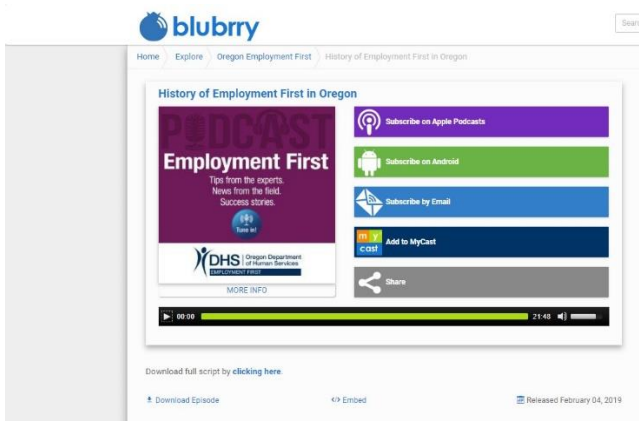 blubrry
Sear
Home Explore Oregon Employment First History of Employment First in Oregon
History of Employment First in Oregon
PODCAST
Employment First
Tips from the experts.
News from the field.
Success stories.
Tune in!
DHS Oregon Department
of Human Services
EMPLOYMENT FIRST
MORE INFO
Subscribe on Apple Podcasts
Subscribe on Android
Subscribe by Email
my
cast
Add to MyCast
Share
00:00 21:48
Download full script by clicking here.
Download Episode </> Embed Released February 04, 2019